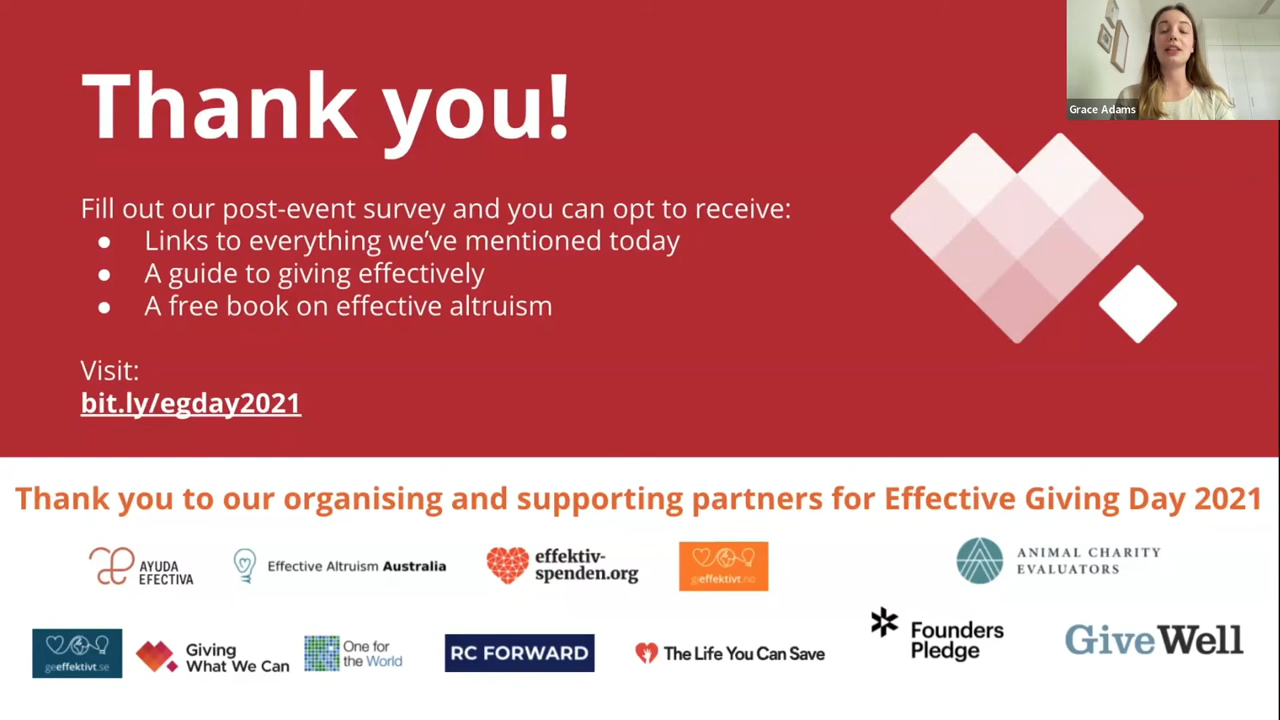 Thank you!
Grace Adams
Fill out our post-event survey and you can opt to receive:
● Links to everything we’ve mentioned today
● A guide to giving effectively
● A free book on effective altruism
Visit:
bit.ly/egday2021
Thank you to our organising and supporting partners for Effective Giving Day 2021
AYUDA
EFECTIVA
Effective Altruism Australia
effektiv-
spenden.org
gieffektivt.no
ANIMAL CHARITY
EVALUATORS
geeffektivt.se
Giving
What We Can
One for
the World
RC FORWARD
The Life You Can Save
Founders
Pledge
GiveWell